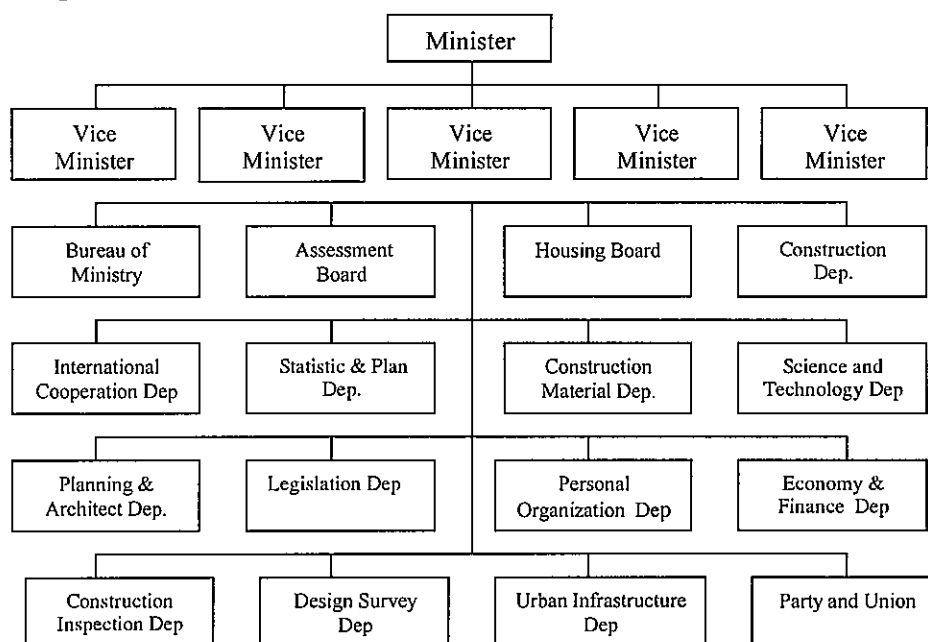 Minister
Vice
Minister
Vice
Minister
Vice
Minister
Vice
Minister
Vice
Minister
Bureau of
Ministry
Assessment
Board
Housing Board
Construction
Dep.
International
Cooperation Dep
Statistic & Plan
Dep.
Construction
Material Dep.
Science and
Technology Dep
Planning &
Architect Dep.
Legislation Dep
Personal
Organization Dep
Economy &
Finance Dep
Construction
Inspection Dep
Design Survey
Dep
Urban Infrastructure
Dep
Party and Union